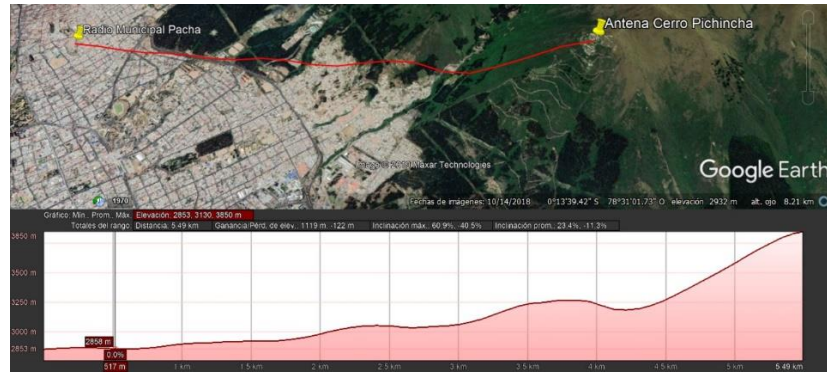 Radio Municipal Pacha
Antena Cerro Pichincha
Technologies
Google Earth
1970
Fechas de imágenes: 10/14/2018 0°13'39.42" S 78°31'01.73" O elevación 2932 m alt. ojo 8.21 km
Gráfico: Mín., Prom., Máx. Elevación: 2853, 3130, 3850 m
Totales del rango: Distancia: 5.49 km Ganancia/Pérd. de elev.: 1119 m, -122 m Inclinación máx.: 60.9%, -40.5% Inclinación prom.: 23.4%, -11.3%
3850 m
3500 m
3250 m
3000 m
2853 m
2858 m
0.0%
517 m 1 km 1.5 km 2 km 2.5 km 3 km 3.5 km 4 km 4.5 km 5 km 5.49 km